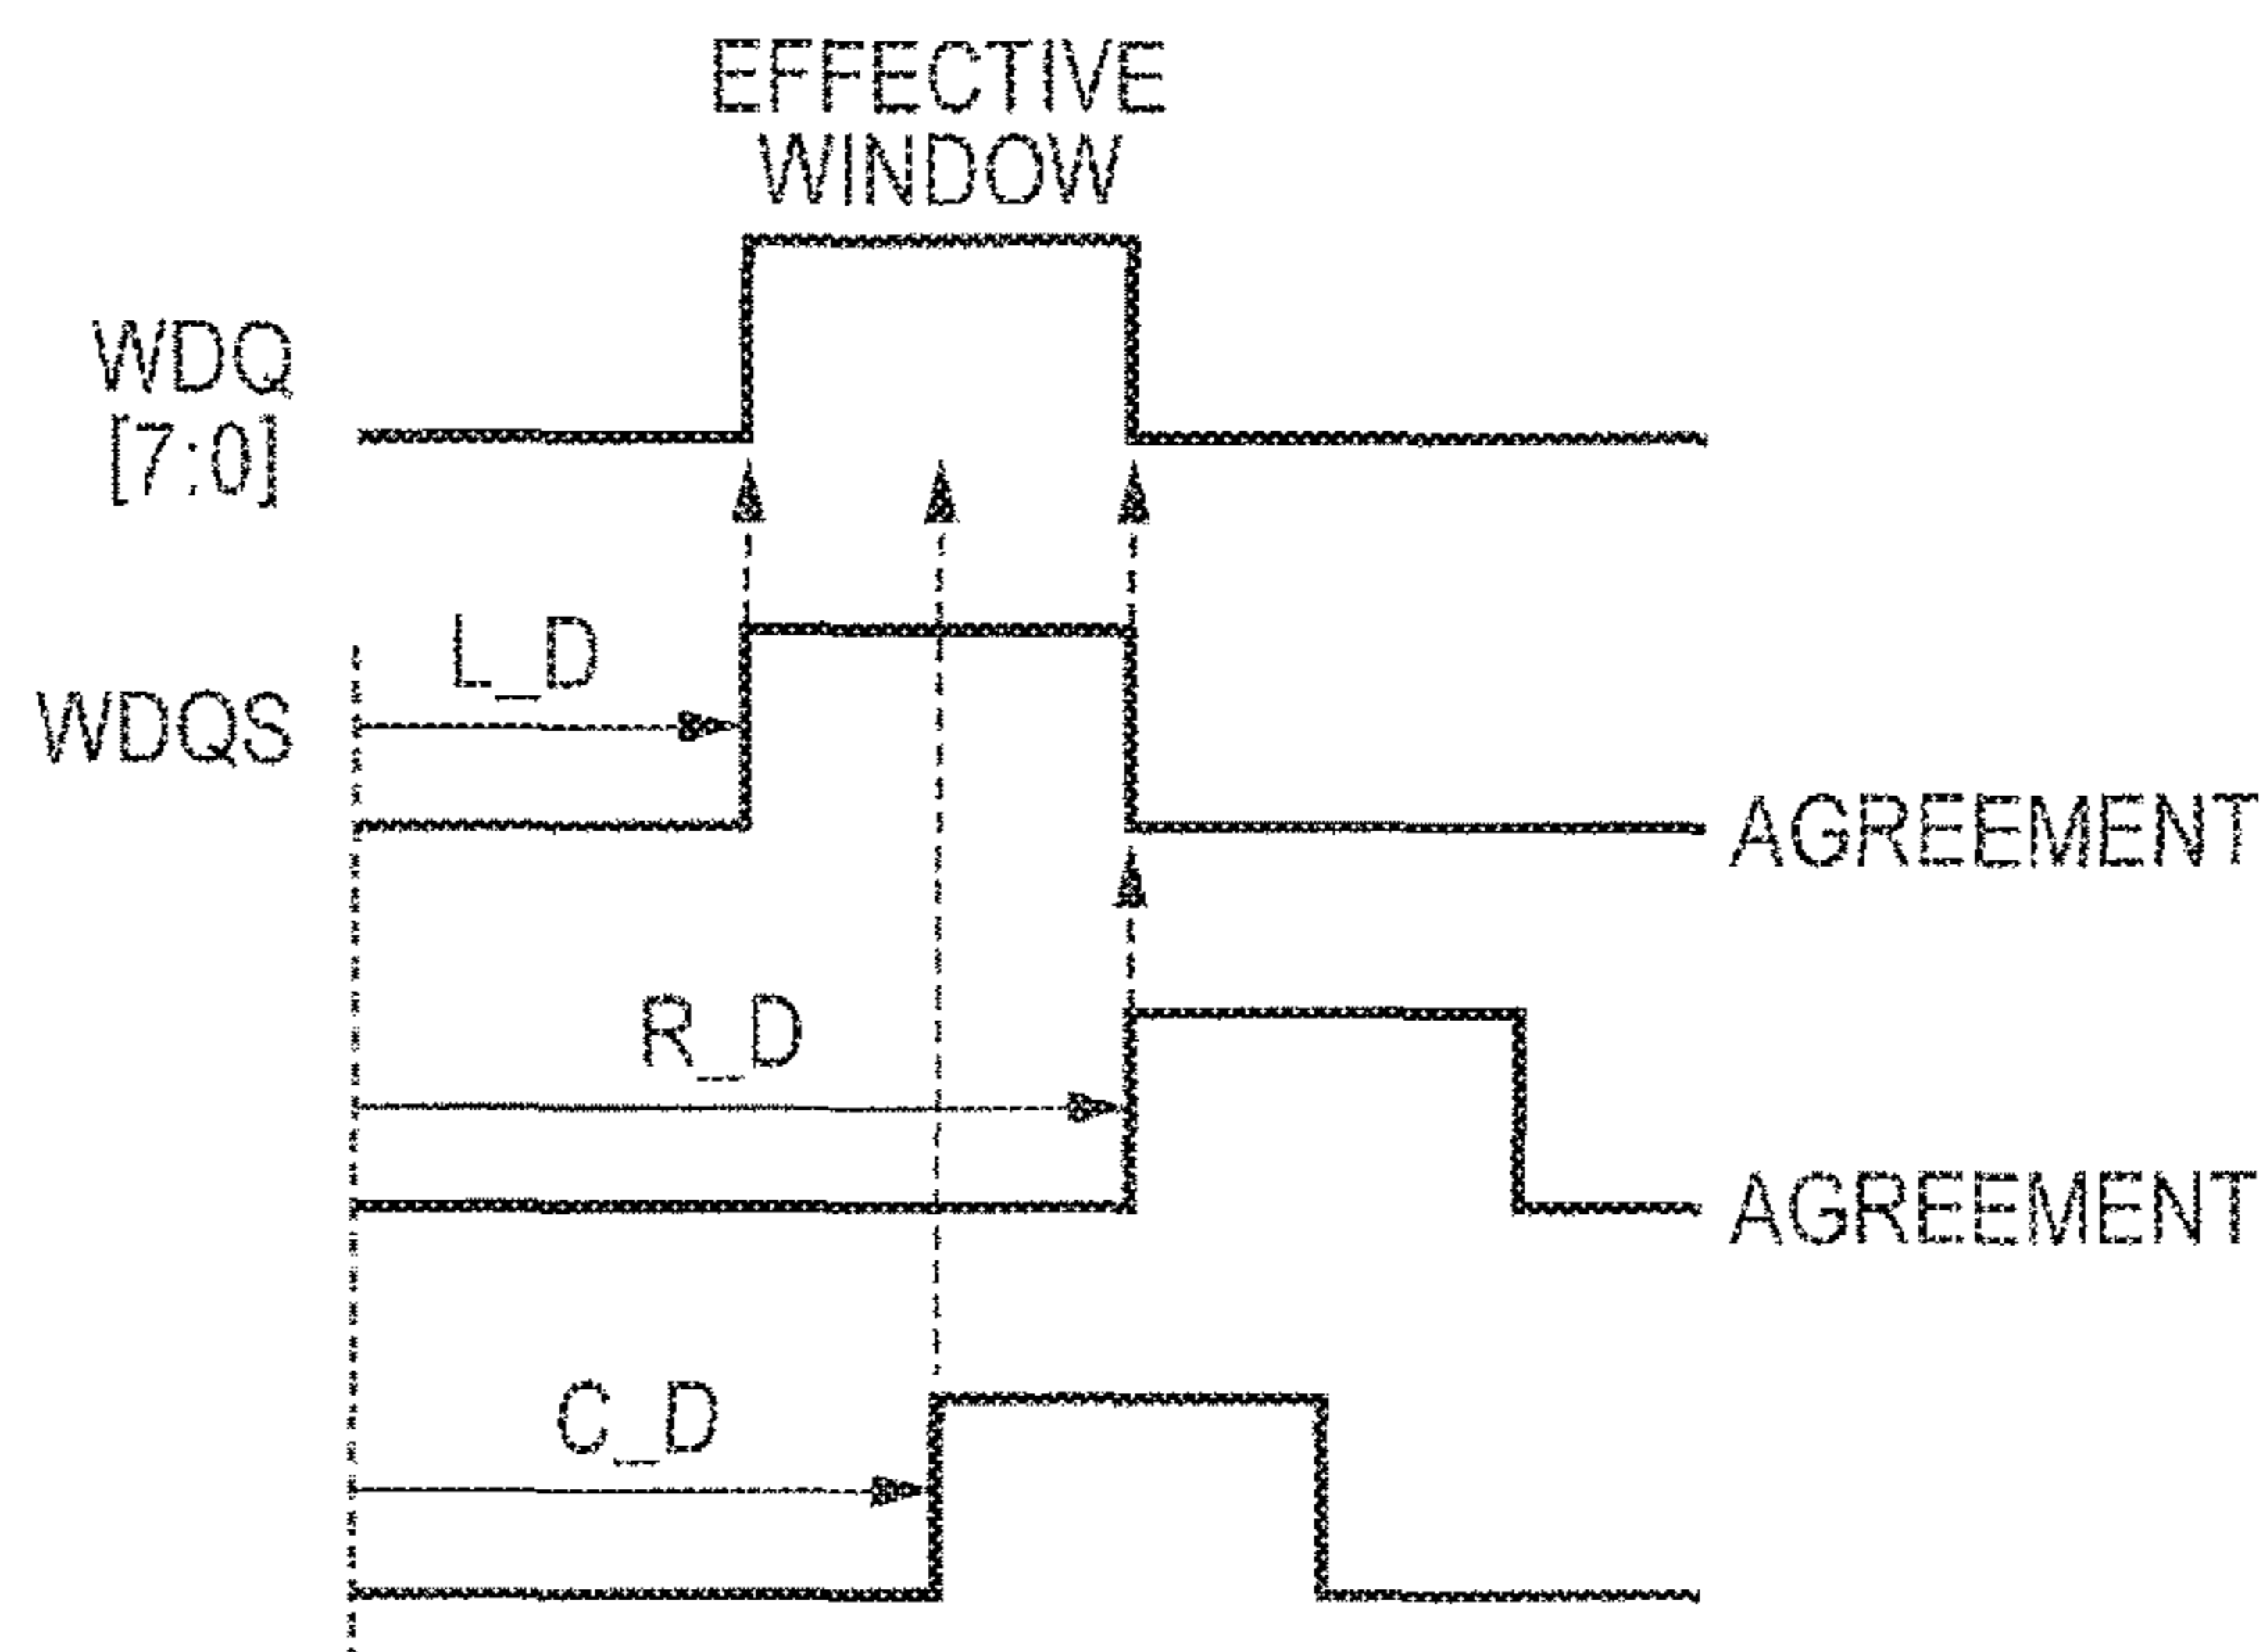 EFFECTIVE
WINDOW
WDQ
[7:0]
L_D
WDQS
AGREEMENT
R_D
AGREEMENT
C_D